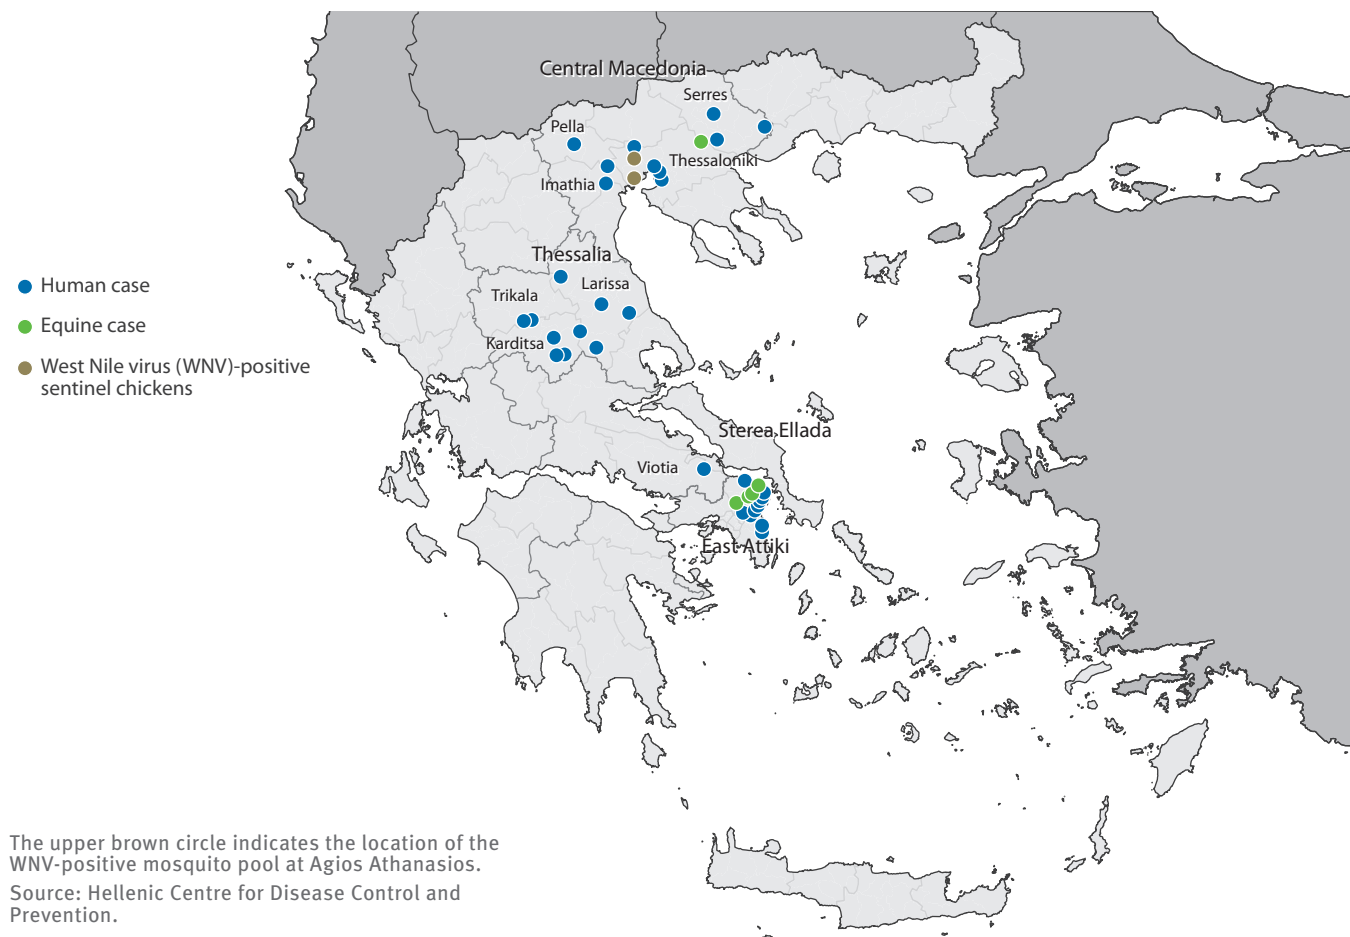 Central Macedonia
Serres
Pella
Thessaloniki
Imathia
Thessalia
Larissa
Trikala
Karditsa
Human case
Equine case
West Nile virus (WNV)-positive
sentinel chickens
Sterea Ellada
Viotia
East Attiki
The upper brown circle indicates the location of the
WNV-positive mosquito pool at Agios Athanasios.
Source: Hellenic Centre for Disease Control and
Prevention.